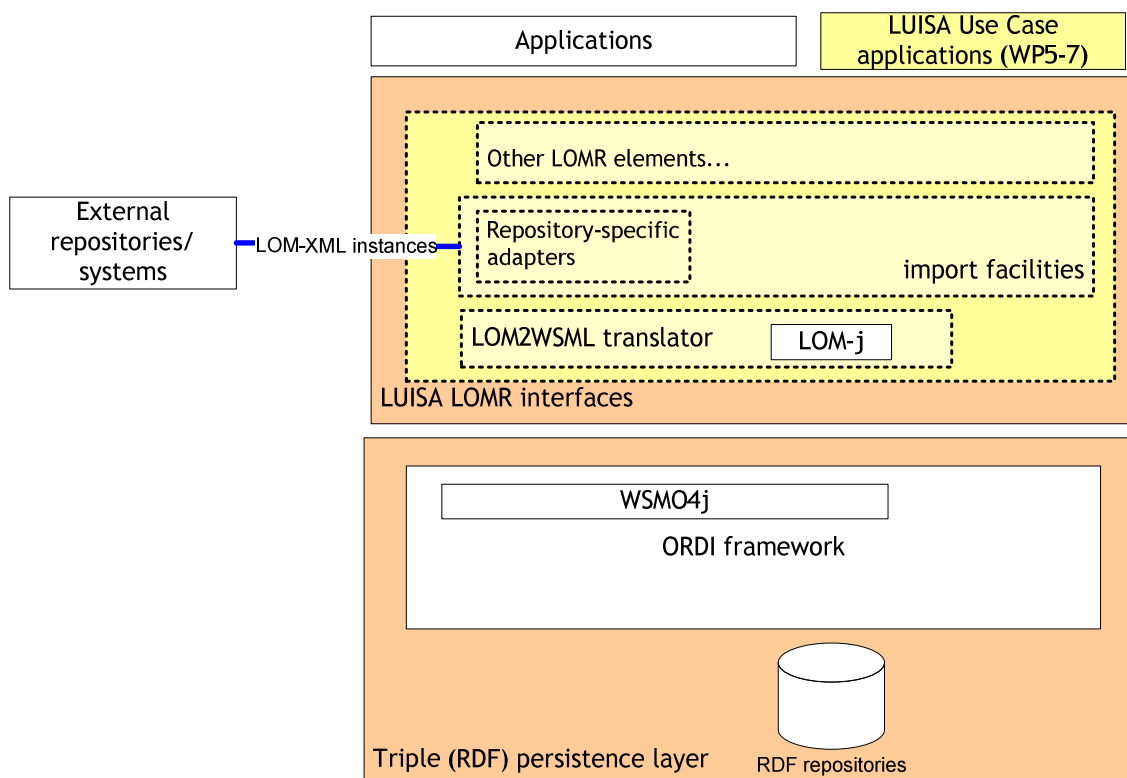 Applications
LUISA Use Case
applications (WP5-7)
Other LOMR elements...
External
repositories/
systems
LOM-XML instances
Repository-specific
adapters
import facilities
LOM2WSML translator
LOM-j
LUISA LOMR interfaces
WSMO4j
ORDI framework
Triple (RDF) persistence layer
RDF repositories